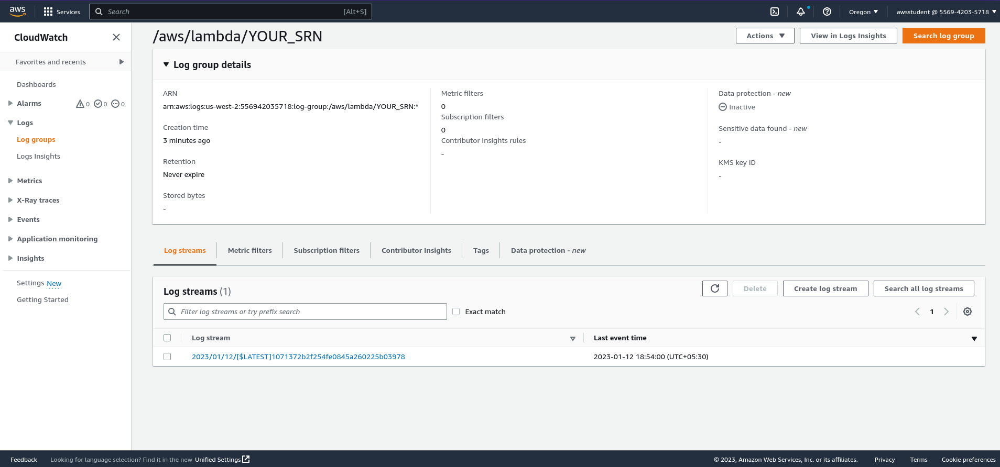 aws
Services
Search [Alt+S]
Oregon
awsstudent @ 5569-4203-5718
CloudWatch
Favorites and recents
Dashboards
Alarms 0 0 0
Logs
Log groups
Logs Insights
Metrics
X-Ray traces
Events
Application monitoring
Insights
Settings New
Getting Started
/aws/lambda/YOUR_SRN
Actions
View in Logs Insights
Search log group
Log group details
ARN
arn:aws:logs:us-west-2:556942035718:log-group:/aws/lambda/YOUR_SRN:*
Creation time
3 minutes ago
Retention
Never expire
Stored bytes
-
Metric filters
0
Subscription filters
0
Contributor Insights rules
-
Data protection - new
Inactive
Sensitive data found - new
-
KMS key ID
-
Log streams
Metric filters
Subscription filters
Contributor Insights
Tags
Data protection - new
Log streams (1)
Delete
Create log stream
Search all log streams
Filter log streams or try prefix search
Exact match
1
Log stream
Last event time
2023/01/12/[$LATEST]1071372b2f254fe0845a260225b03978
2023-01-12 18:54:00 (UTC+05:30)
Feedback
Looking for language selection? Find it in the new Unified Settings
© 2023, Amazon Web Services, Inc. or its affiliates.
Privacy
Terms
Cookie preferences